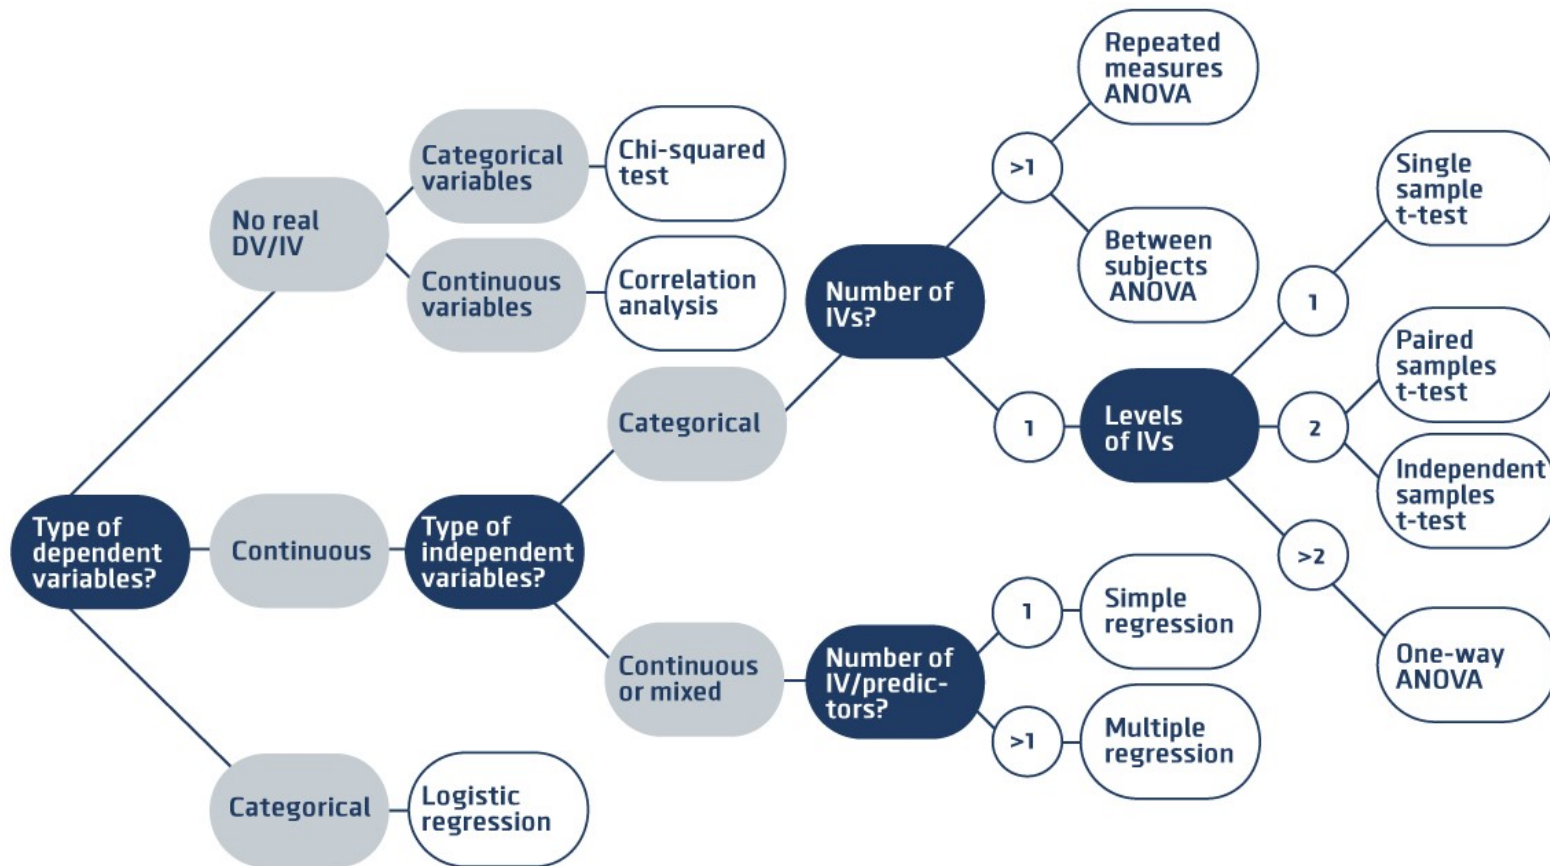 Type of
dependent
variables?
No real
DV/IV
Categorical
variables
Chi-squared
test
Continuous
variables
Correlation
analysis
Continuous
Type of
independent
variables?
Categorical
Number of
IVs?
>1
Repeated
measures
ANOVA
Between
subjects
ANOVA
1
Levels
of IVs
1
Single
sample
t-test
2
Paired
samples
t-test
Independent
samples
t-test
>2
One-way
ANOVA
Continuous
or mixed
Number of
IV/predic-
tors?
1
Simple
regression
>1
Multiple
regression
Categorical
Logistic
regression